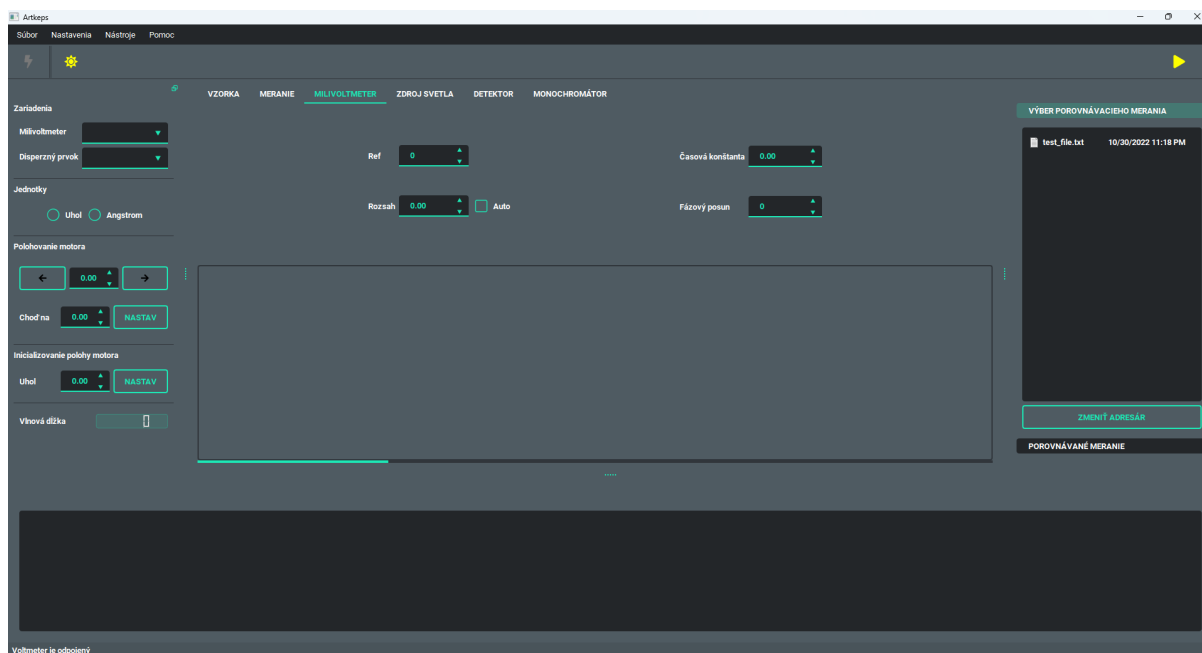 Artkeps
Súbor Nastavenia Nástroje Pomoc
VZORKA MERANIE MILIVOLTMETER ZDROJ SVETLA DETEKTOR MONOCHROMÁTOR
Zariadenia
Milivoltmeter
Disperzný prvok
Jednotky
Uhol Angstrom
Polohovanie motora
0.00
Choď na 0.00 NASTAV
Inicializovanie polohy motora
Uhol 0.00 NASTAV
Vlnová dĺžka
Ref 0
Časová konštanta 0.00
Rozsah 0.00 Auto
Fázový posun 0
VÝBER POROVNÁVACIEHO MERANIA
test_file.txt 10/30/2022 11:18 PM
ZMENIŤ ADRESÁR
POROVNÁVANÉ MERANIE
Voltmeter je odpojený